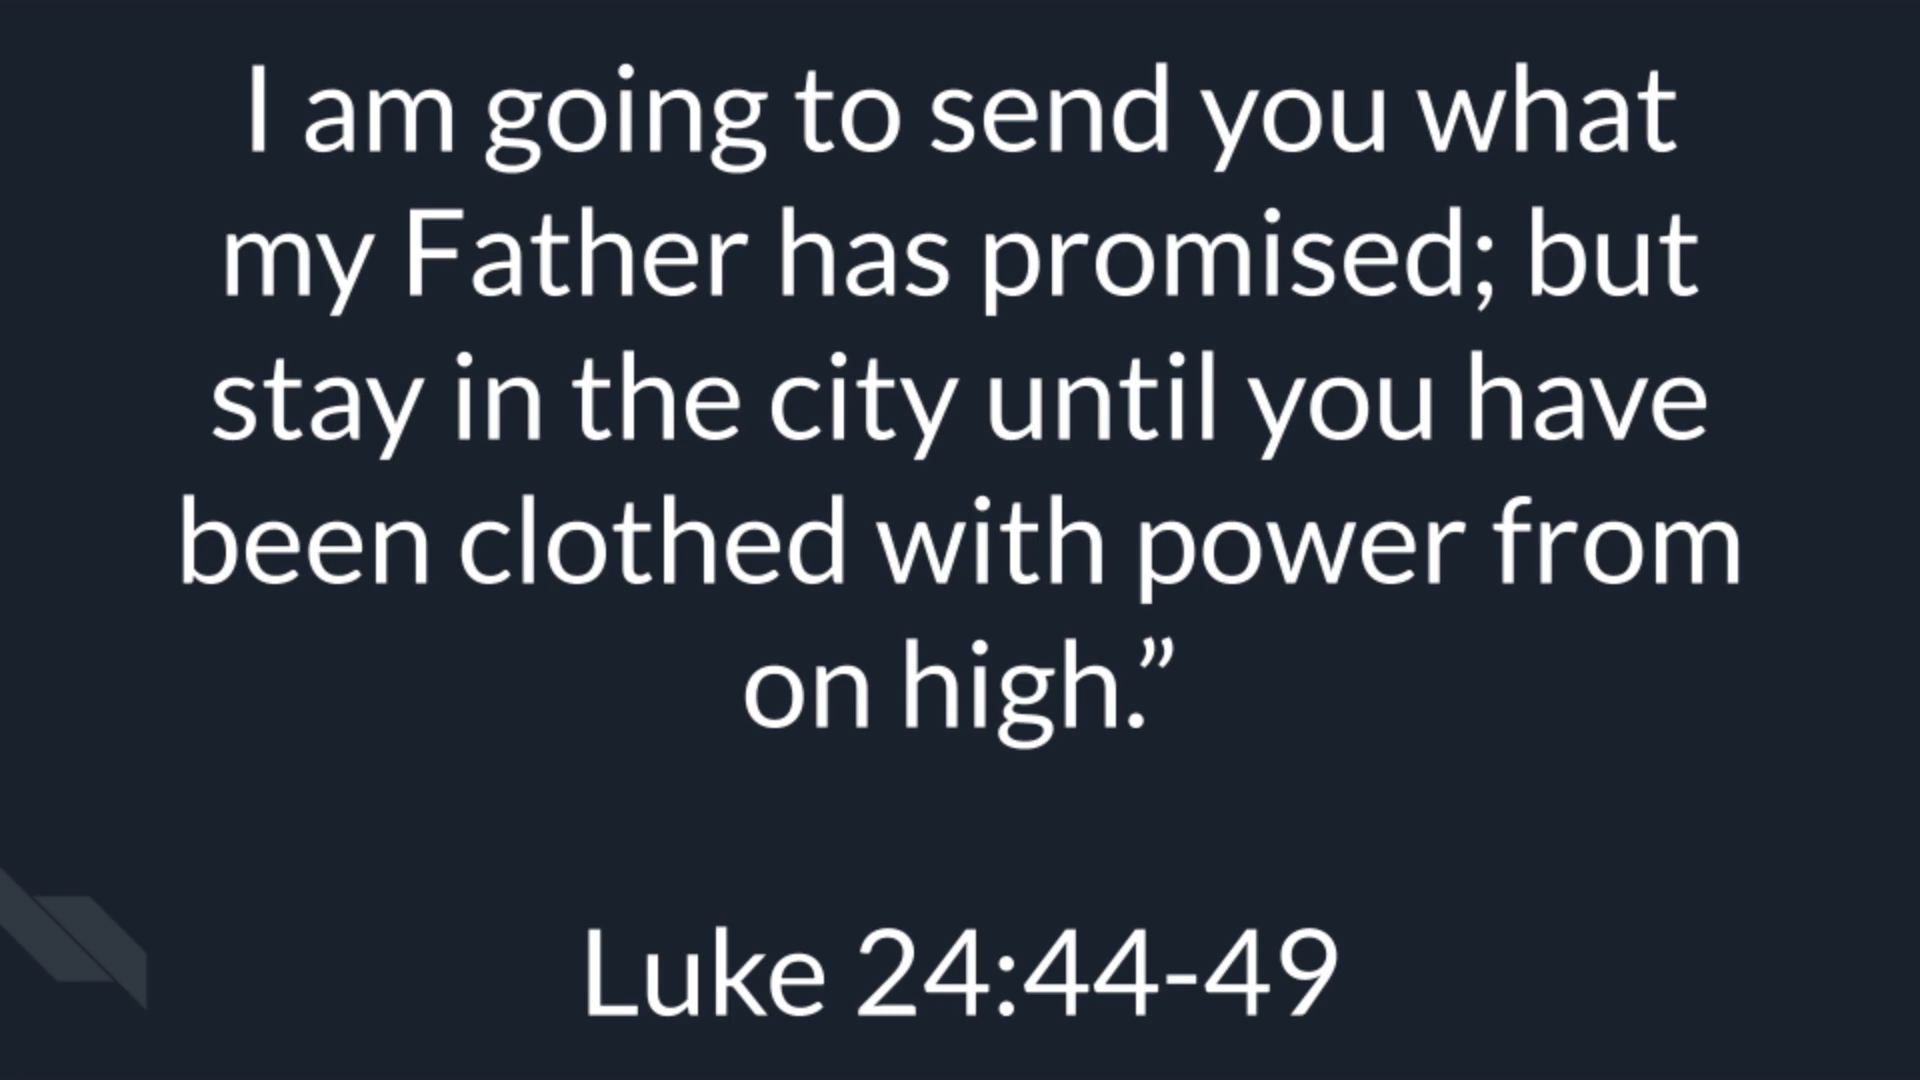 I am going to send you what
my Father has promised; but
stay in the city until you have
been clothed with power from
on high.”
Luke 24:44-49